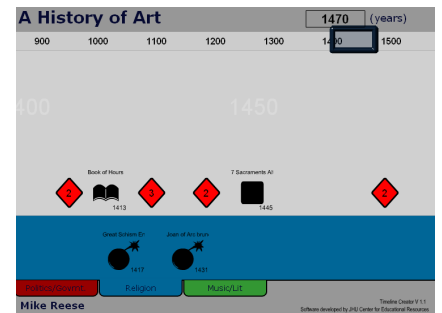 A History of Art
1470 (years)
900 1000 1100 1200 1300 1400 1500
400 1450
Book of Hours 7 Sacraments Al
2 3 2 2
1413 1445
Great Schism En Joan of Arc burn
1417 1431
Politics/Govmt. Religion Music/Lit
Mike Reese
Timeline Creator V 1.1
Software developed by JHU Center for Educational Resources